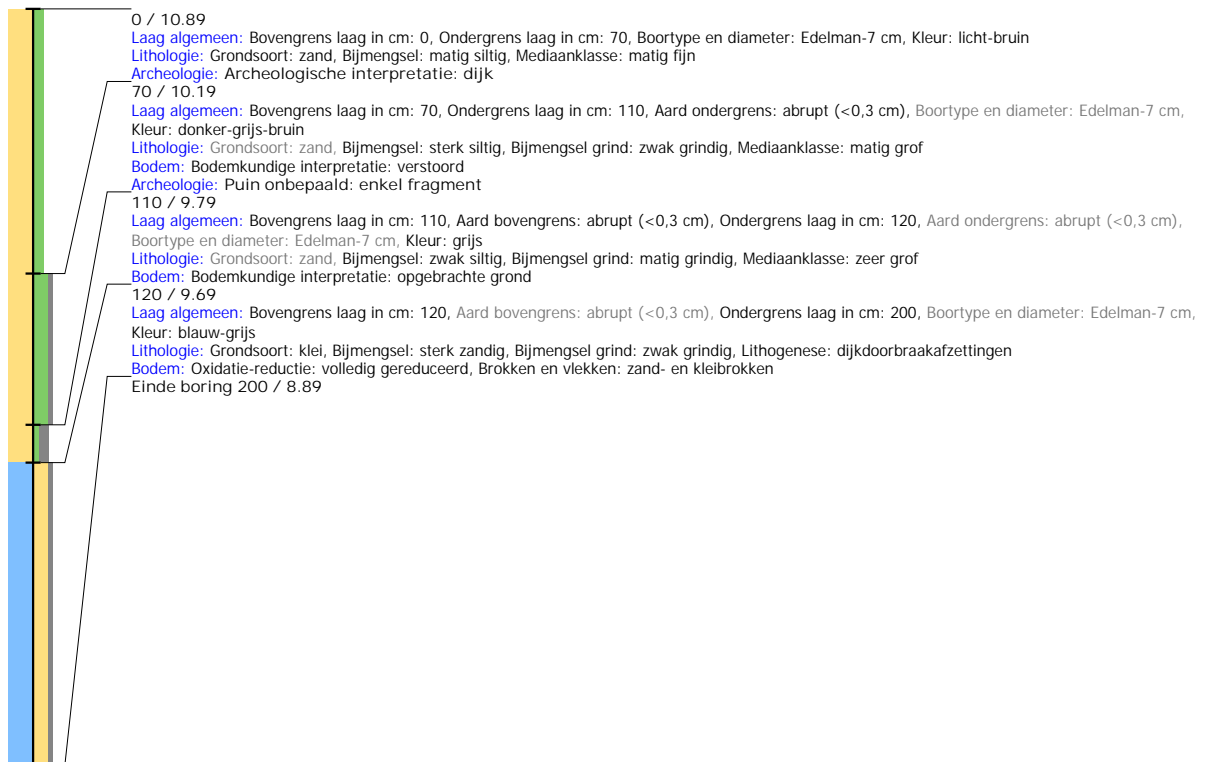 0 / 10.89
Laag algemeen: Bovengrens laag in cm: 0, Ondergrens laag in cm: 70, Boortype en diameter: Edelman-7 cm, Kleur: licht-bruin
Lithologie: Grondsoort: zand, Bijmengsel: matig siltig, Mediaanklasse: matig fijn
Archeologie: Archeologische interpretatie: dijk
70 / 10.19
Laag algemeen: Bovengrens laag in cm: 70, Ondergrens laag in cm: 110, Aard ondergrens: abrupt (<0,3 cm), Boortype en diameter: Edelman-7 cm,
Kleur: donker-grijs-bruin
Lithologie: Grondsoort: zand, Bijmengsel: sterk siltig, Bijmengsel grind: zwak grindig, Mediaanklasse: matig grof
Bodem: Bodemkundige interpretatie: verstoord
Archeologie: Puin onbepaald: enkel fragment
110 / 9.79
Laag algemeen: Bovengrens laag in cm: 110, Aard bovengrens: abrupt (<0,3 cm), Ondergrens laag in cm: 120, Aard ondergrens: abrupt (<0,3 cm),
Boortype en diameter: Edelman-7 cm, Kleur: grijs
Lithologie: Grondsoort: zand, Bijmengsel: zwak siltig, Bijmengsel grind: matig grindig, Mediaanklasse: zeer grof
Bodem: Bodemkundige interpretatie: opgebrachte grond
120 / 9.69
Laag algemeen: Bovengrens laag in cm: 120, Aard bovengrens: abrupt (<0,3 cm), Ondergrens laag in cm: 200, Boortype en diameter: Edelman-7 cm,
Kleur: blauw-grijs
Lithologie: Grondsoort: klei, Bijmengsel: sterk zandig, Bijmengsel grind: zwak grindig, Lithogenese: dijkdoorbraakafzettingen
Bodem: Oxidatie-reductie: volledig gereduceerd, Brokken en vlekken: zand- en kleibrokken
Einde boring 200 / 8.89